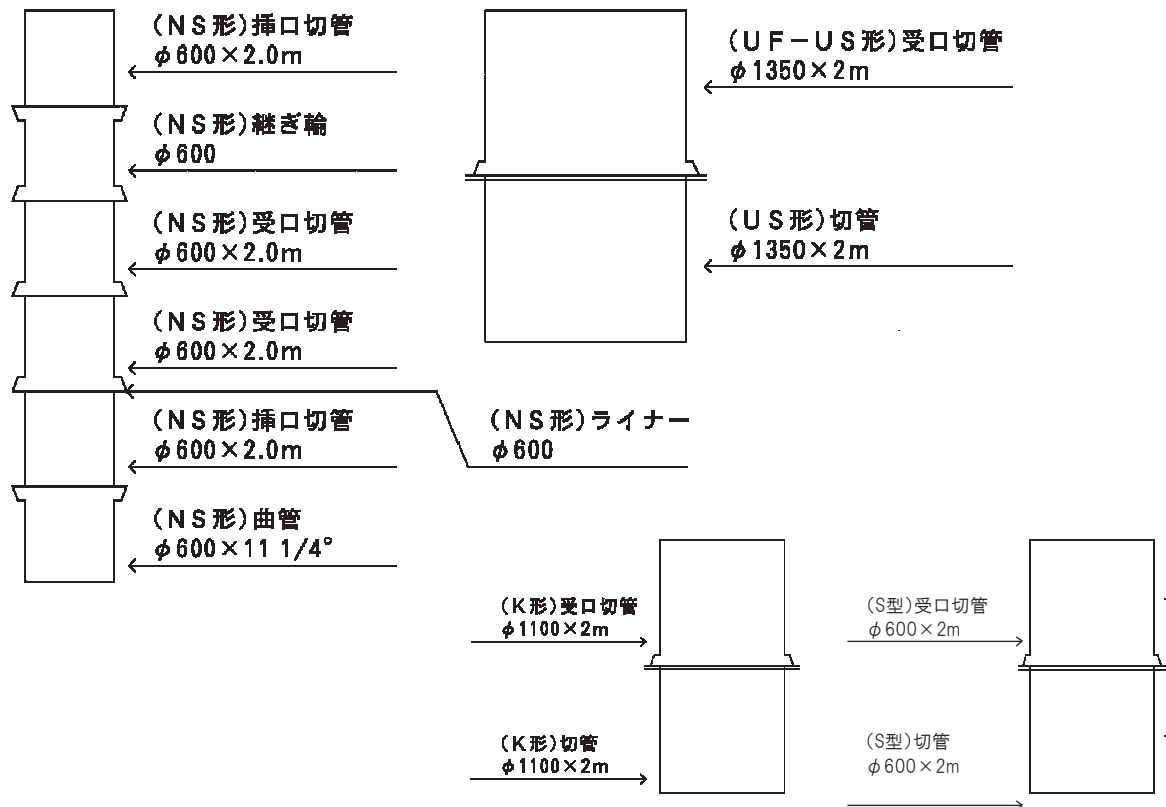 (NS形)挿口切管
φ600×2.0m
(NS形)継ぎ輪
φ600
(NS形)受口切管
φ600×2.0m
(NS形)受口切管
φ600×2.0m
(NS形)挿口切管
φ600×2.0m
(NS形)曲管
φ600×11 1/4°
(UF-US形)受口切管
φ1350×2m
(US形)切管
φ1350×2m
(NS形)ライナー
φ600
(K形)受口切管
φ1100×2m
(K形)切管
φ1100×2m
(S型)受口切管
φ600×2m
(S型)切管
φ600×2m